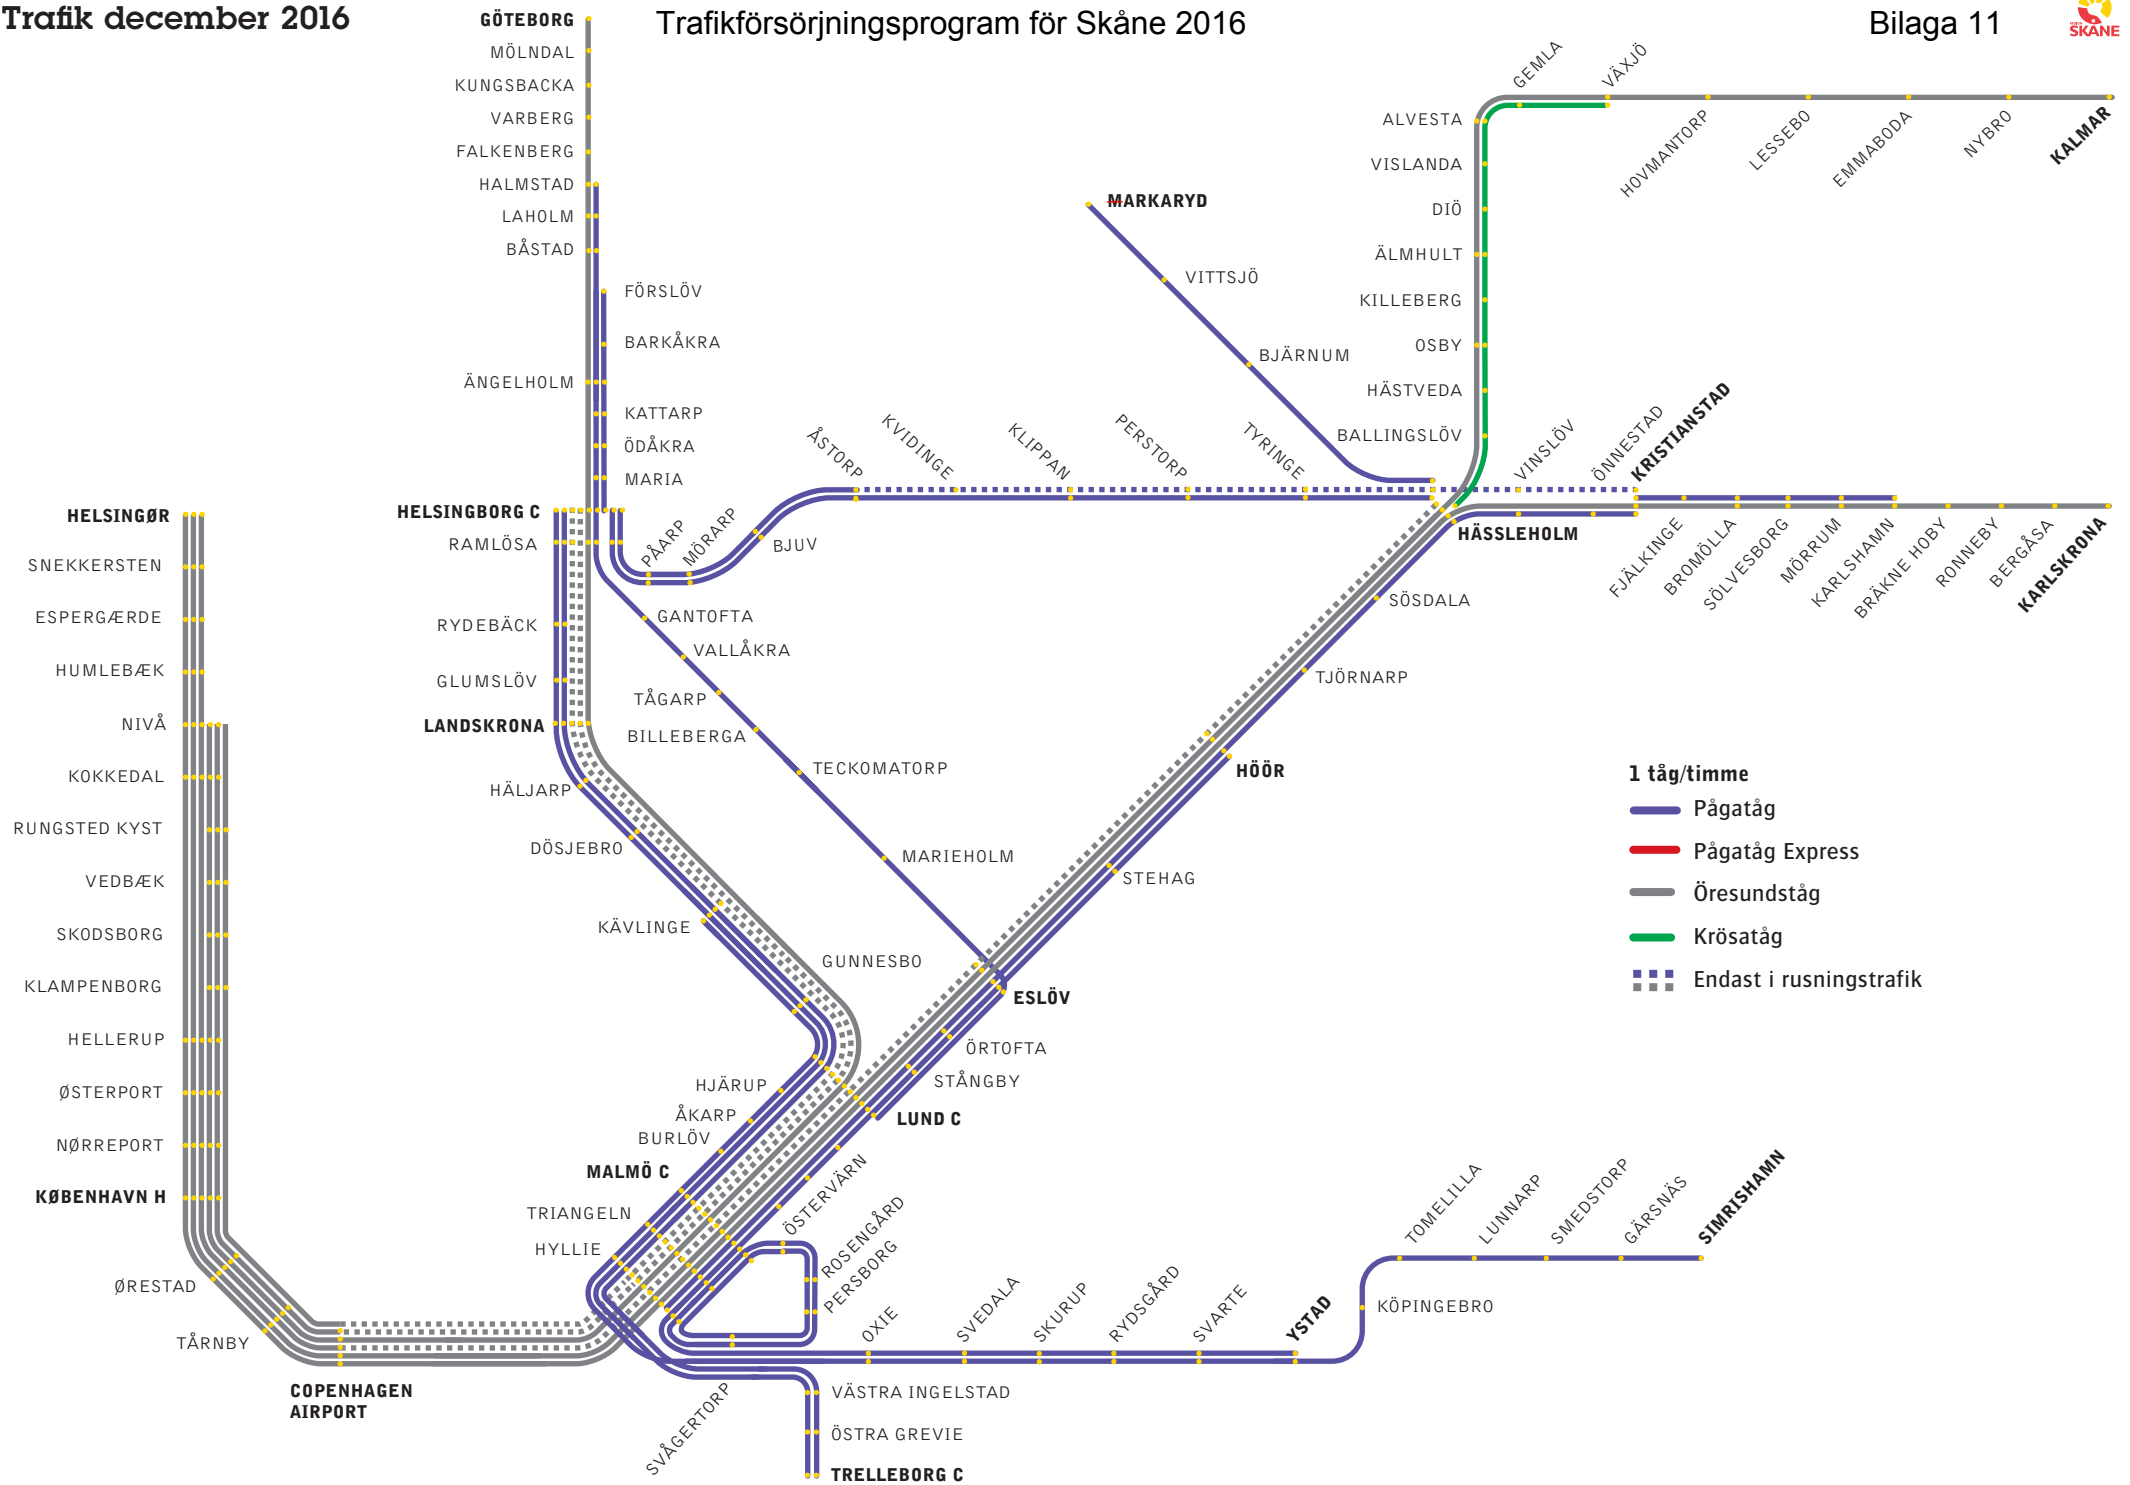 Trafik december 2016
Trafikförsörjningsprogram för Skåne 2016
Bilaga 11
SKÅNE
GÖTEBORG
MÖLNDAL
KUNGSBACKA
VARBERG
FALKENBERG
HALMSTAD
LAHOLM
BÅSTAD
FÖRSLÖV
BARKÅKRA
ÄNGELHOLM
KATTARP
ÖDÅKRA
MARIA
HELSINGBORG C
RAMLÖSA
RYDEBÄCK
GLUMSLÖV
LANDSKRONA
HÄLJARP
DÖSJEBRO
KÄVLINGE
GUNNESBO
HJÄRUP
ÅKARP
BURLÖV
MALMÖ C
TRIANGELN
HYLLIE
HELSINGØR
SNEKKERSTEN
ESPERGÆRDE
HUMLEBÆK
NIVÅ
KOKKEDAL
RUNGSTED KYST
VEDBÆK
SKODSBORG
KLAMPENBORG
HELLERUP
ØSTERPORT
NØRREPORT
KØBENHAVN H
ØRESTAD
TÅRNBY
COPENHAGEN
AIRPORT
PÅARP
MÖRARP
BJUV
ÅSTORP
KVIDINGE
KLIPPAN
PERSTORP
TYRINGE
GANTOFTA
VALLÅKRA
TÅGARP
BILLEBERGA
TECKOMATORP
MARIEHOLM
MARKARYD
VITTSJÖ
BJÄRNUM
GEMLA
VÄXJÖ
ALVESTA
VISLANDA
DIÖ
ÄLMHULT
KILLEBERG
OSBY
HÄSTVEDA
BALLINGSLÖV
HOVMANTORP
LESSEBO
EMMABODA
NYBRO
KALMAR
VINSLÖV
ÖNNESTAD
KRISTIANSTAD
HÄSSLEHOLM
FJÄLKINGE
BROMÖLLA
SÖLVESBORG
MÖRRUM
KARLSHAMN
BRÄKNE HOBY
RONNEBY
BERGÅSA
KARLSKRONA
SÖSDALA
TJÖRNARP
HÖÖR
STEHAG
ESLÖV
ÖRTOFTA
STÅNGBY
LUND C
ÖSTERVÄRN
ROSENGÅRD
PERSBORG
SVÅGERTORP
OXIE
SVEDALA
SKURUP
RYDSGÅRD
SVARTE
YSTAD
KÖPINGEBRO
TOMELILLA
LUNNARP
SMEDSTORP
GÄRSNÄS
SIMRISHAMN
VÄSTRA INGELSTAD
ÖSTRA GREVIE
TRELLEBORG C
1 tåg/timme
Pågatåg
Pågatåg Express
Öresundståg
Krösatåg
Endast i rusningstrafik